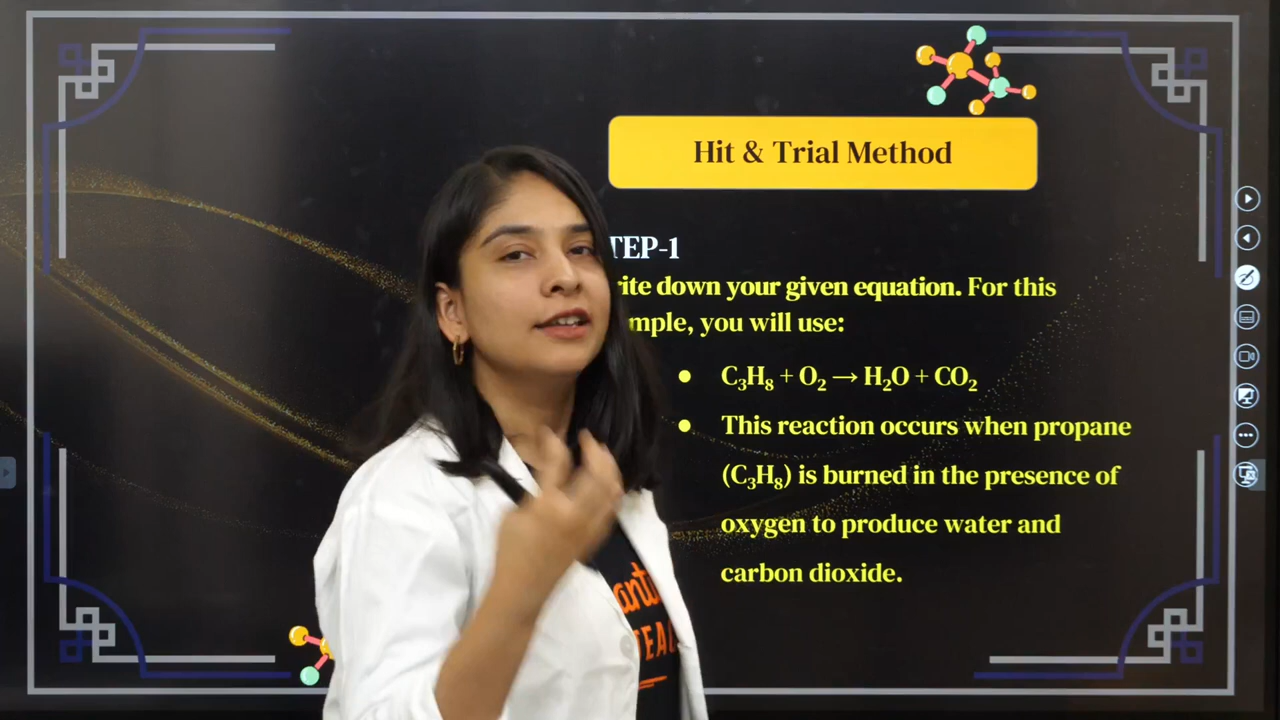 Hit & Trial Method
TEP-1
rite down your given equation. For this
mple, you will use:
● C₃H₈ + O₂ → H₂O + CO₂
● This reaction occurs when propane
(C₃H₈) is burned in the presence of
oxygen to produce water and
carbon dioxide.
ant
TEA